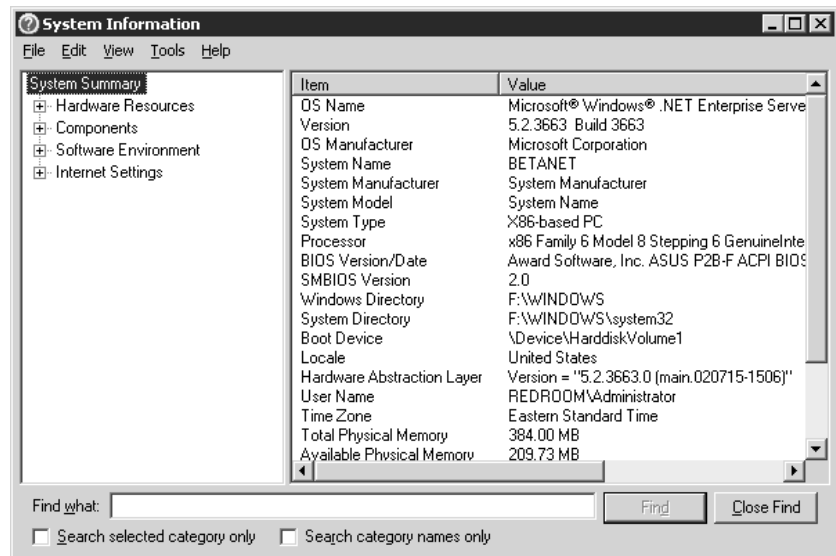 System Information
File Edit View Tools Help
System Summary
Hardware Resources
Components
Software Environment
Internet Settings
Item Value
OS Name Microsoft® Windows® .NET Enterprise Serve
Version 5.2.3663 Build 3663
OS Manufacturer Microsoft Corporation
System Name BETANET
System Manufacturer System Manufacturer
System Model System Name
System Type X86-based PC
Processor x86 Family 6 Model 8 Stepping 6 GenuineInte
BIOS Version/Date Award Software, Inc. ASUS P2B-F ACPI BIOS
SMBIOS Version 2.0
Windows Directory F:\WINDOWS
System Directory F:\WINDOWS\system32
Boot Device \Device\HarddiskVolume1
Locale United States
Hardware Abstraction Layer Version = "5.2.3663.0 (main.020715-1506)"
User Name REDROOM\Administrator
Time Zone Eastern Standard Time
Total Physical Memory 384.00 MB
Available Physical Memory 209.73 MB
Find what: Find Close Find
Search selected category only Search category names only